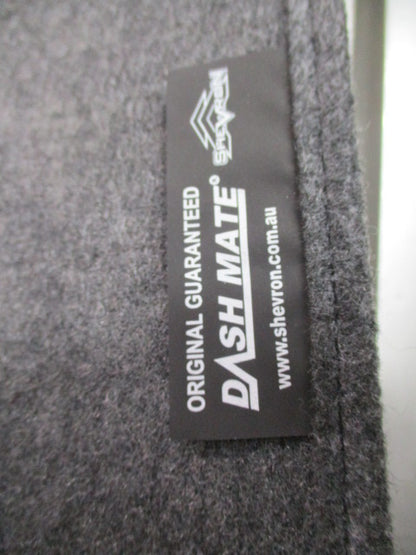 ORIGINAL GUARANTEED
DASH MATE®
www.shevron.com.au
SHEVRON